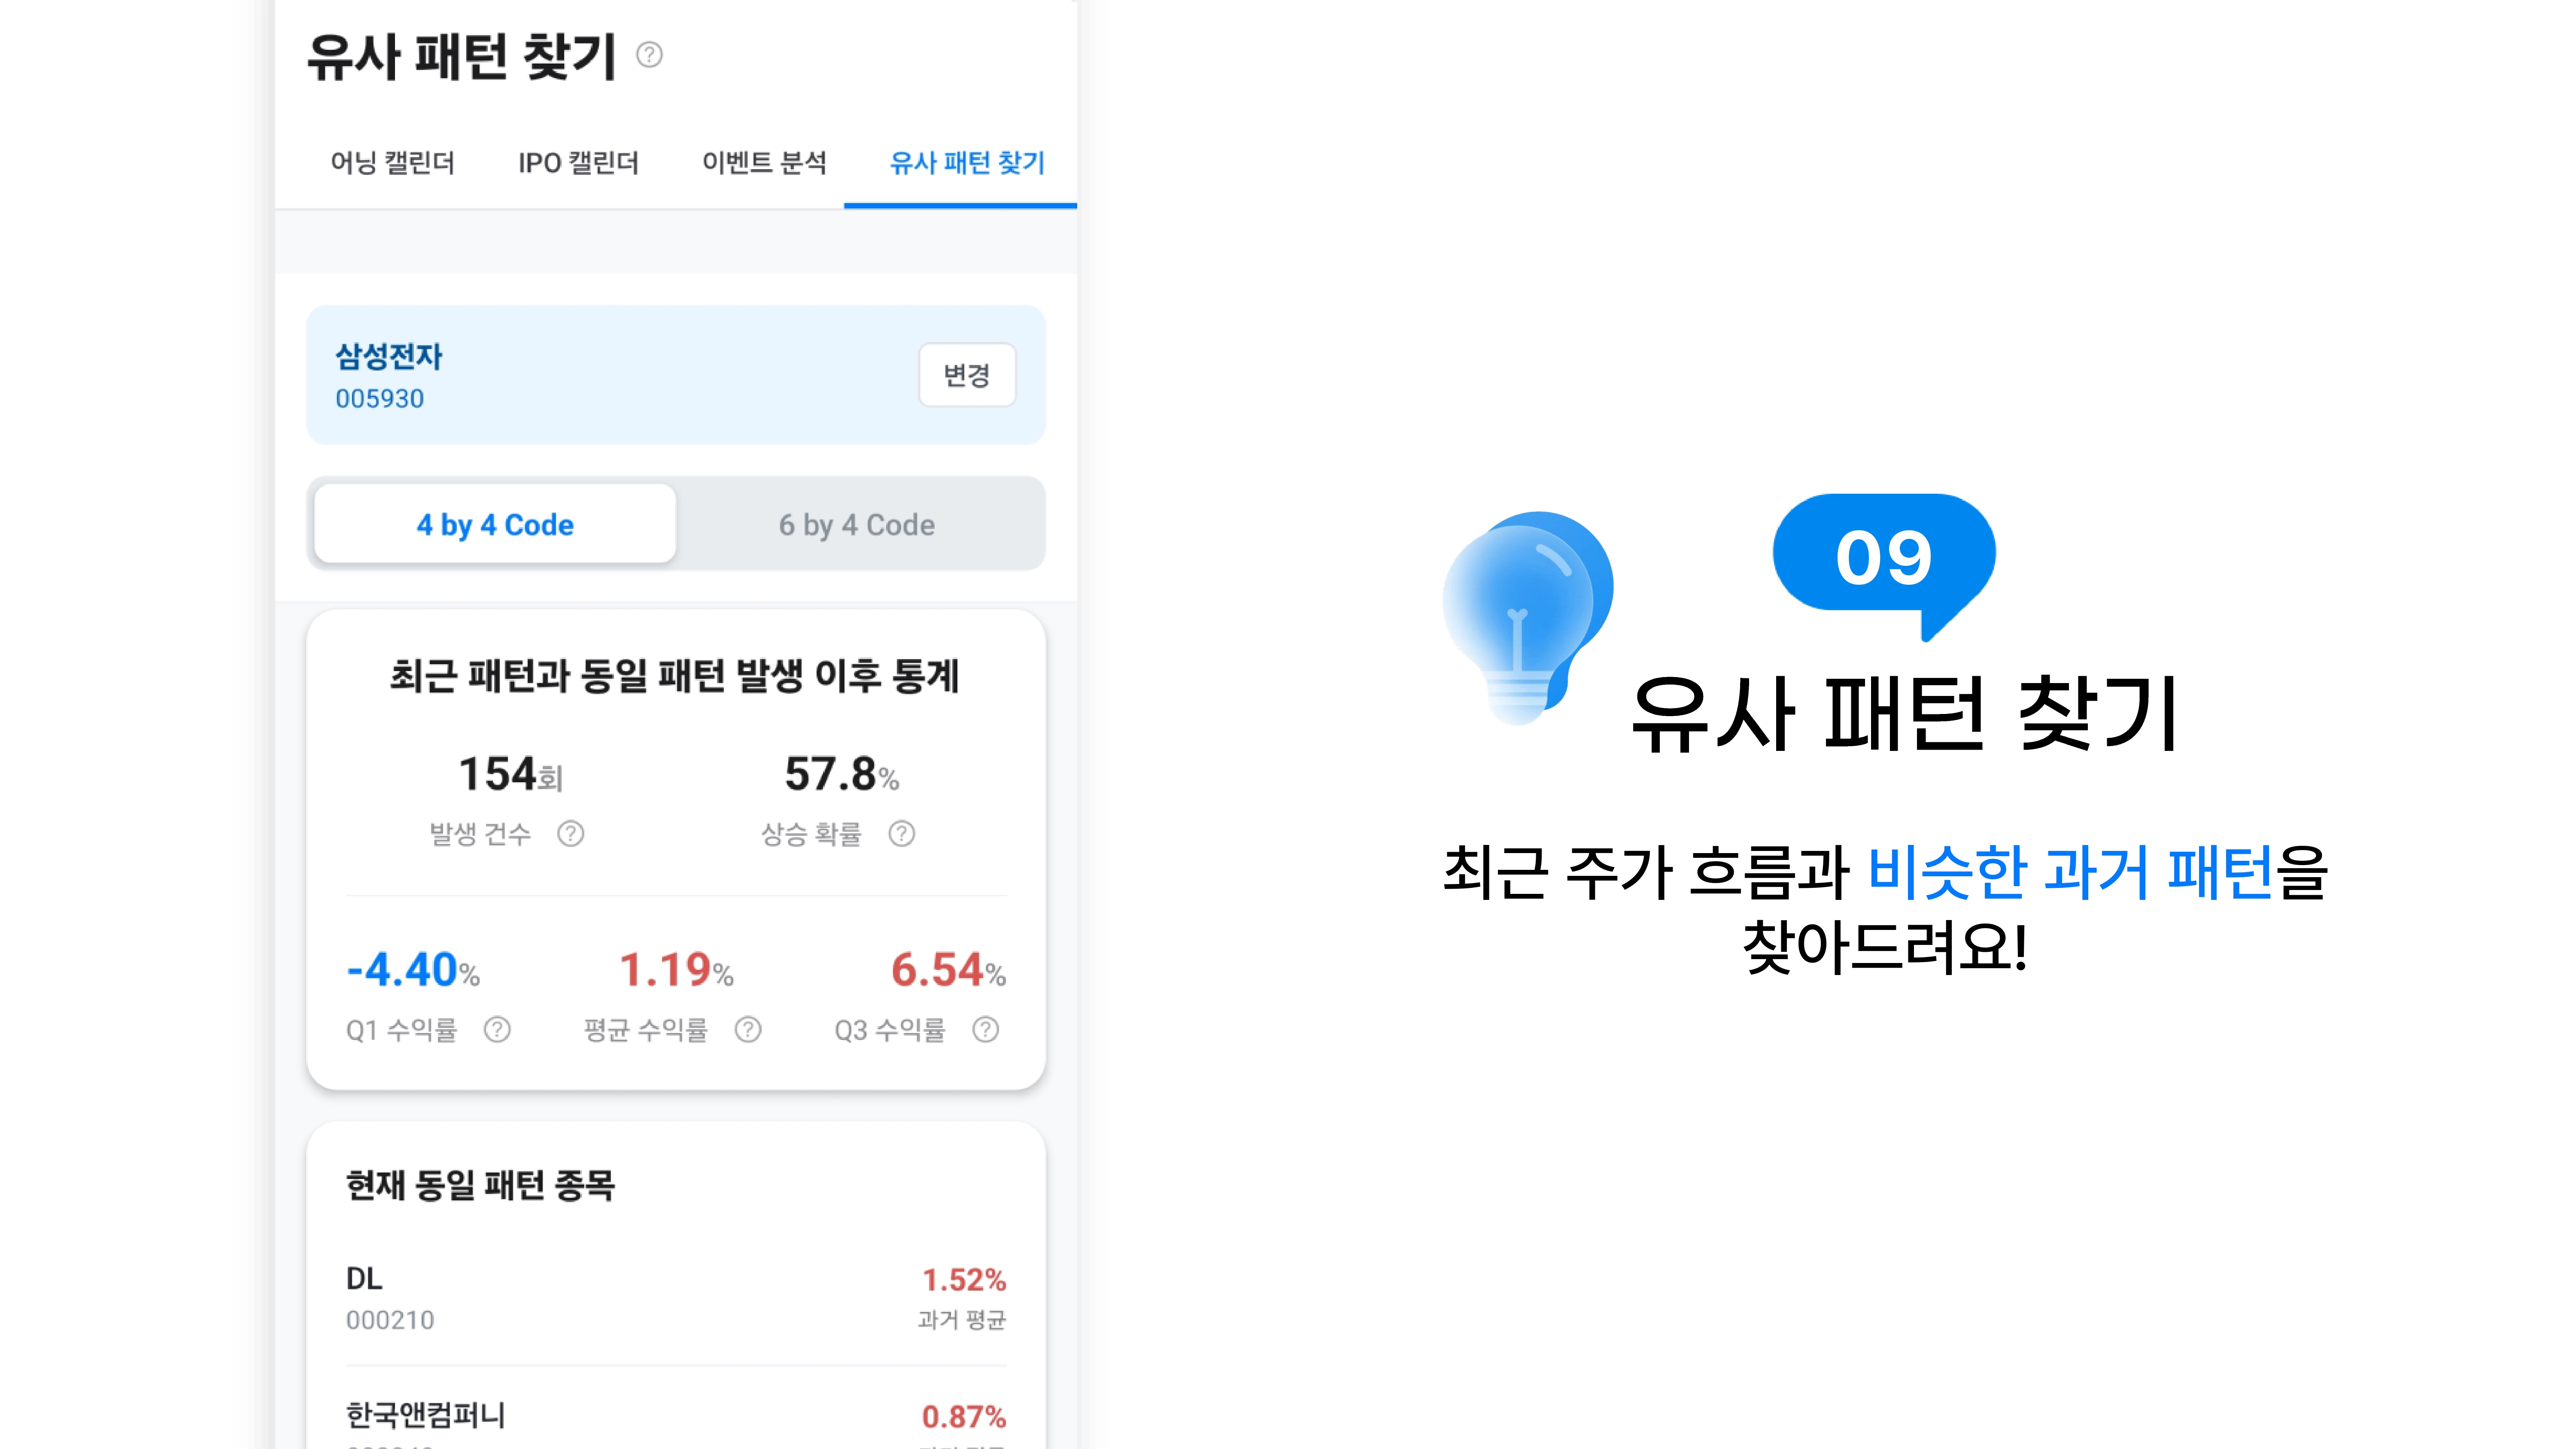 유사 패턴 찾기
어닝 캘린더 IPO 캘린더 이벤트 분석 유사 패턴 찾기
삼성전자
005930
변경
4 by 4 Code 6 by 4 Code
최근 패턴과 동일 패턴 발생 이후 통계
154회 57.8%
발생 건수 상승 확률
-4.40% 1.19% 6.54%
Q1 수익률 평균 수익률 Q3 수익률
현재 동일 패턴 종목
DL 1.52%
000210 과거 평균
한국앤컴퍼니 0.87%
09
유사 패턴 찾기
최근 주가 흐름과 비슷한 과거 패턴을
찾아드려요!